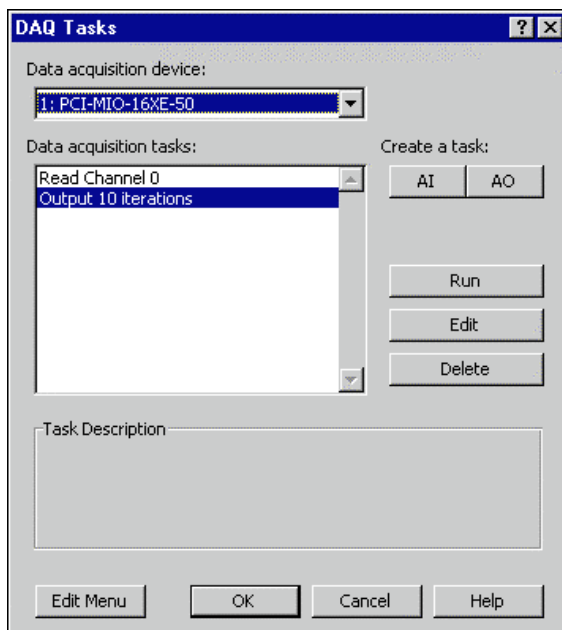 DAQ Tasks
Data acquisition device:
1: PCI-MIO-16XE-50
Data acquisition tasks:
Create a task:
Read Channel 0
Output 10 iterations
AI
AO
Run
Edit
Delete
Task Description
Edit Menu
OK
Cancel
Help